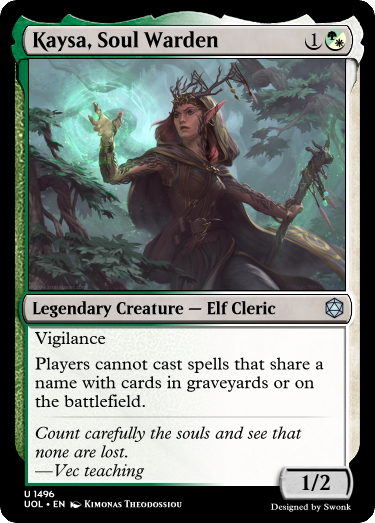 Kaysa, Soul Warden 1
Legendary Creature — Elf Cleric
Vigilance
Players cannot cast spells that share a
name with cards in graveyards or on
the battlefield.
Count carefully the souls and see that
none are lost.
—Vec teaching
1/2
U 1496
UOL • EN Kimonas Theodossiou
Designed by Swonk